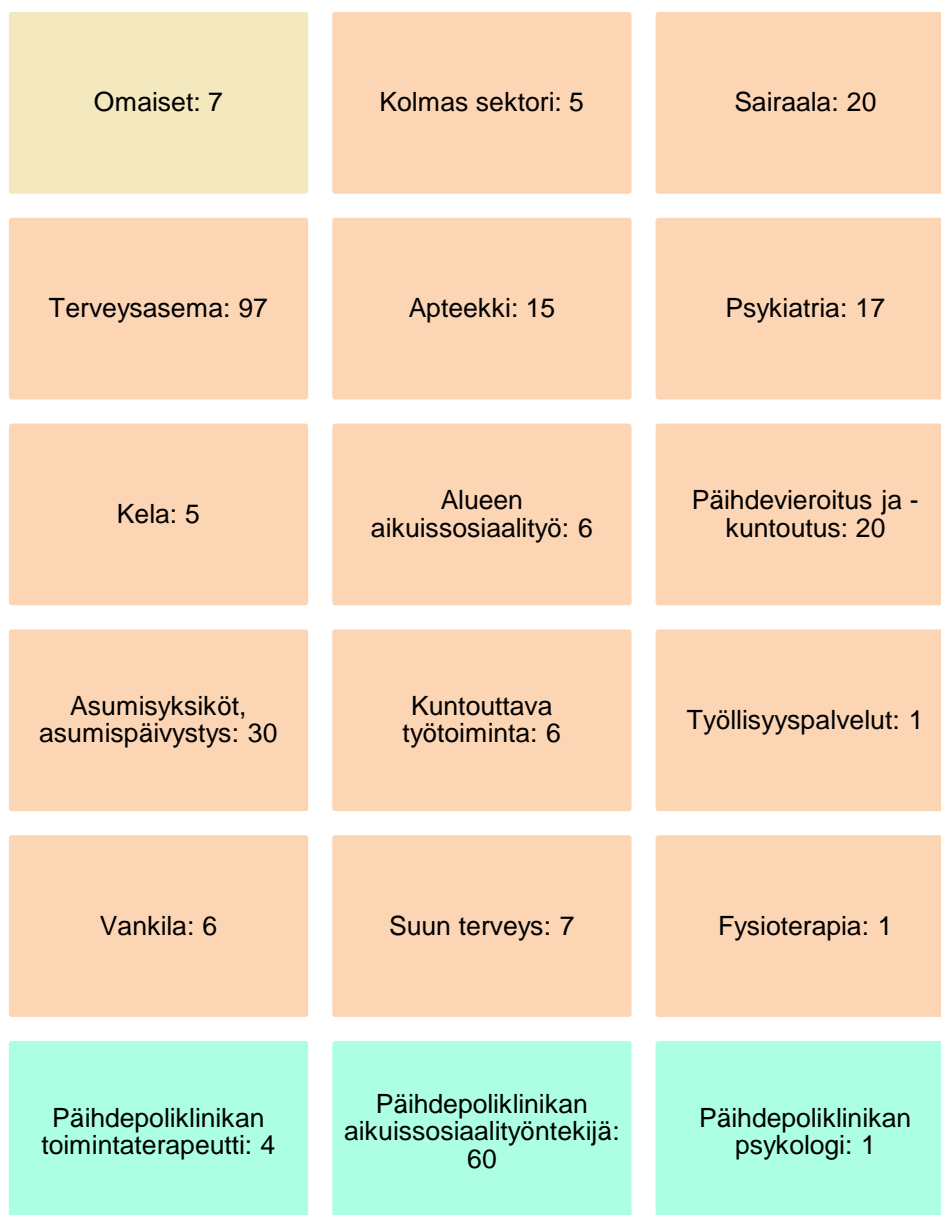 Omaiset: 7
Kolmas sektori: 5
Sairaala: 20
Terveysasema: 97
Apteekki: 15
Psykiatria: 17
Kela: 5
Alueen
aikuissosiaalityö: 6
Päihdevieroitus ja -
kuntoutus: 20
Asumisyksiköt,
asumispäivystys: 30
Kuntouttava
työtoiminta: 6
Työllisyyspalvelut: 1
Vankila: 6
Suun terveys: 7
Fysioterapia: 1
Päihdepoliklinikan
toimintaterapeutti: 4
Päihdepoliklinikan
aikuissosiaalityöntekijä:
60
Päihdepoliklinikan
psykologi: 1